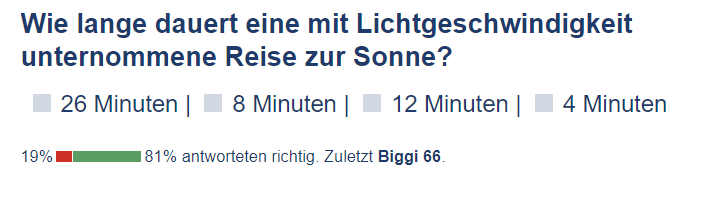 Wie lange dauert eine mit Lichtgeschwindigkeit
unternommene Reise zur Sonne?
26 Minuten | 8 Minuten | 12 Minuten | 4 Minuten
19% 81% antworteten richtig. Zuletzt Biggi 66.